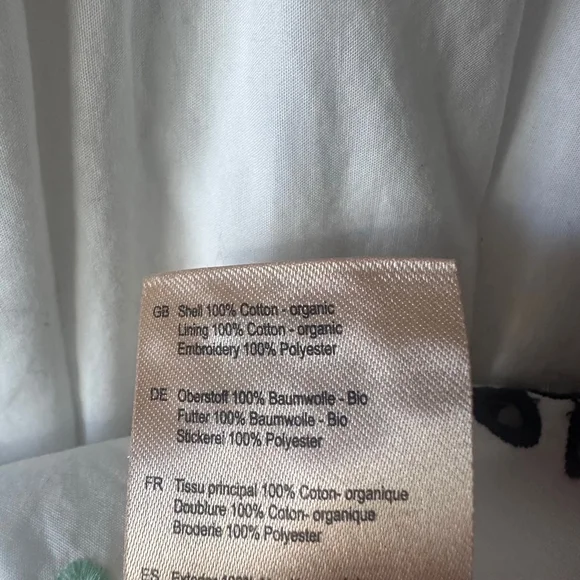 GB Shell 100% Cotton - organic
Lining 100% Cotton - organic
Embroidery 100% Polyester
DE Oberstoff 100% Baumwolle - Bio
Futter 100% Baumwolle - Bio
Stickerei 100% Polyester
FR Tissu principal 100% Coton- organique
Doublure 100% Coton- organique
Broderie 100% Polyester
ES